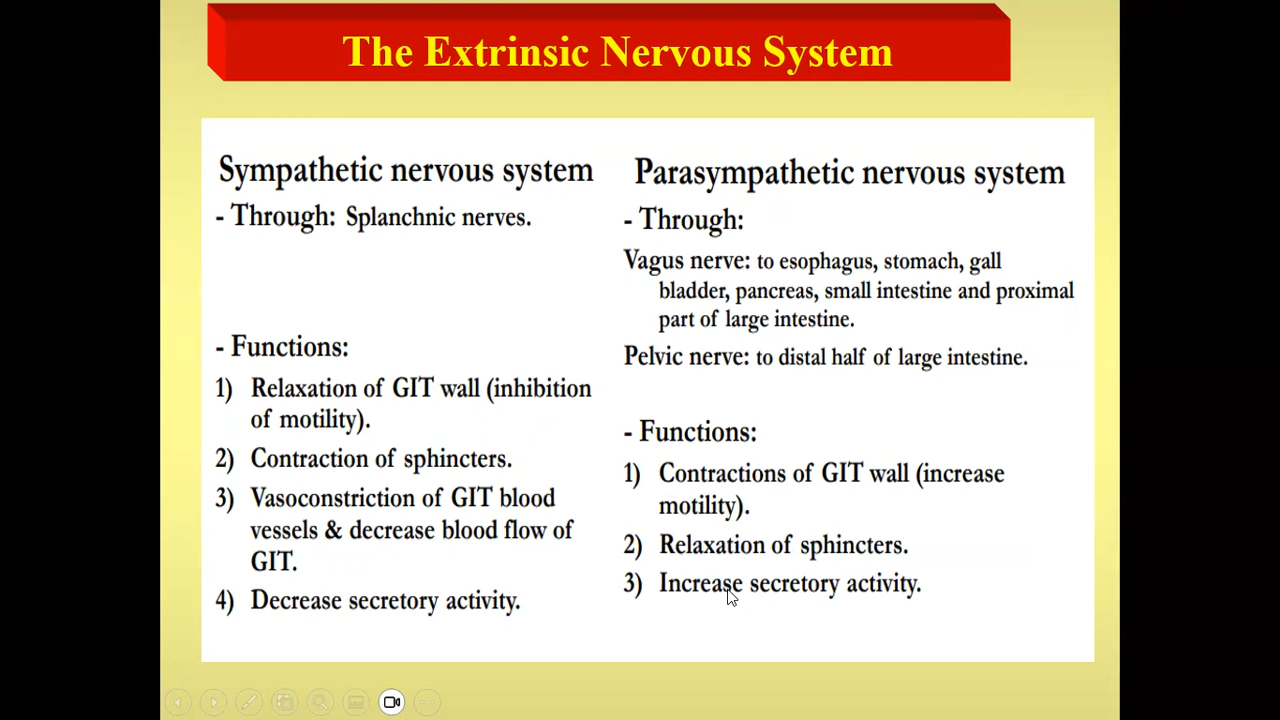 The Extrinsic Nervous System
Sympathetic nervous system
- Through: Splanchnic nerves.
- Functions:
1) Relaxation of GIT wall (inhibition
of motility).
2) Contraction of sphincters.
3) Vasoconstriction of GIT blood
vessels & decrease blood flow of
GIT.
4) Decrease secretory activity.
Parasympathetic nervous system
- Through:
Vagus nerve: to esophagus, stomach, gall
bladder, pancreas, small intestine and proximal
part of large intestine.
Pelvic nerve: to distal half of large intestine.
- Functions:
1) Contractions of GIT wall (increase
motility).
2) Relaxation of sphincters.
3) Increase secretory activity.